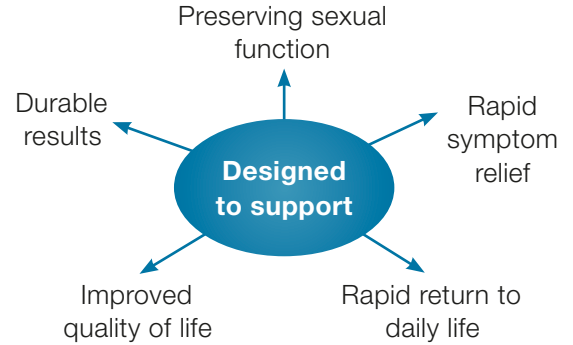 Preserving sexual
function
Durable
results
Rapid
symptom
relief
Designed
to support
Improved
quality of life
Rapid return to
daily life